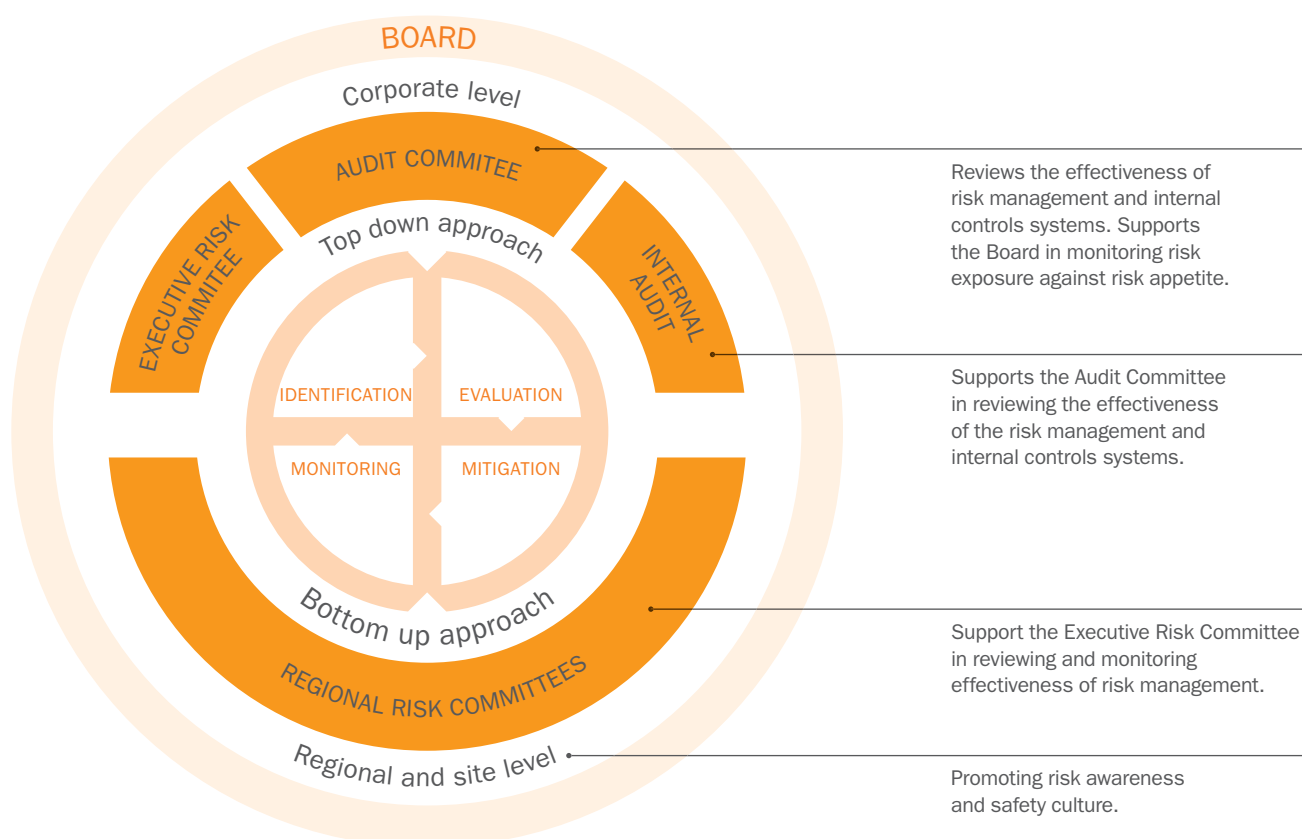 BOARD
Corporate level
AUDIT COMMITEE
EXECUTIVE RISK
COMMITEE
INTERNAL
AUDIT
Top down approach
IDENTIFICATION
EVALUATION
MONITORING
MITIGATION
Bottom up approach
REGIONAL RISK COMMITTEES
Regional and site level
Reviews the effectiveness of
risk management and internal
controls systems. Supports
the Board in monitoring risk
exposure against risk appetite.
Supports the Audit Committee
in reviewing the effectiveness
of the risk management and
internal controls systems.
Support the Executive Risk Committee
in reviewing and monitoring
effectiveness of risk management.
Promoting risk awareness
and safety culture.